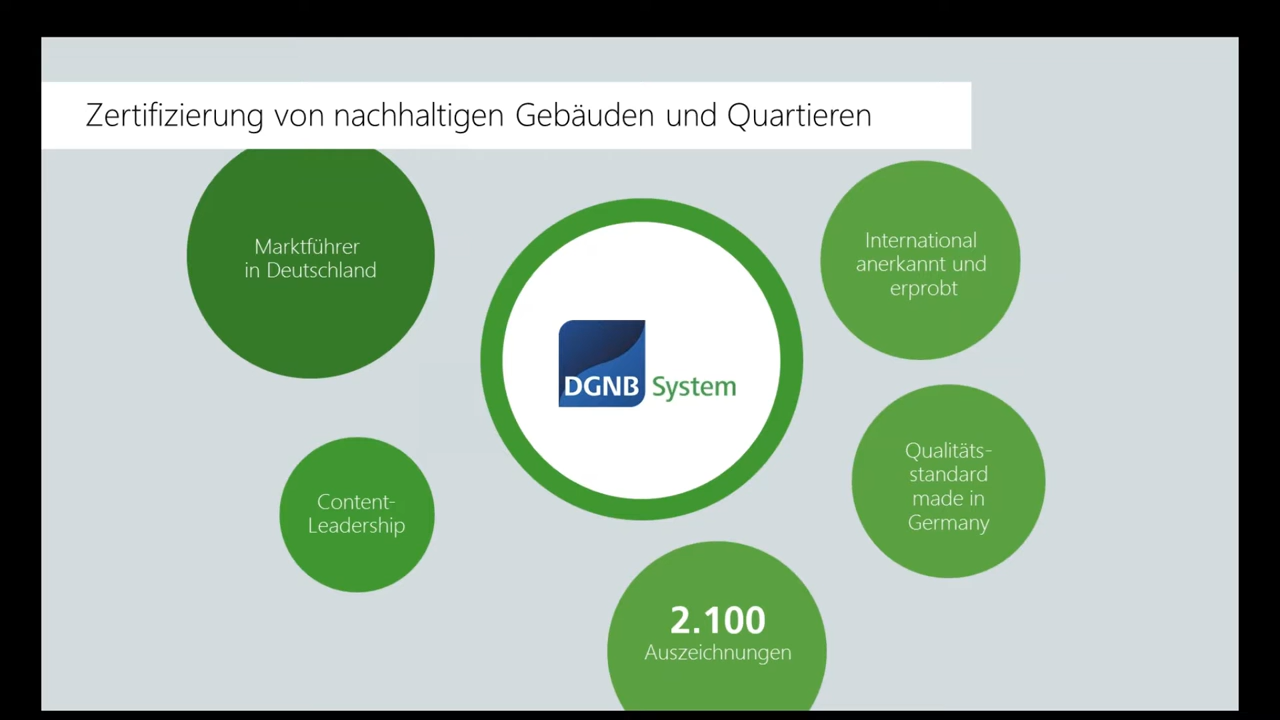 Zertifizierung von nachhaltigen Gebäuden und Quartieren
Marktführer
in Deutschland
International
anerkannt und
erprobt
DGNB System
Qualitäts-
standard
made in
Germany
Content-
Leadership
2.100
Auszeichnungen